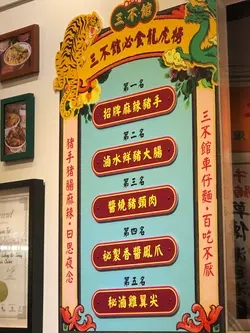 三不館
三不館必食龍虎榜
第一名
招牌麻辣豬手
第二名
滷水鮮豬大腸
第三名
醬燒豬頸肉
第四名
秘製香醬鳳爪
第五名
秘滷雞翼尖
豬手豬腸麻辣·日思夜念
三不館車仔麵·百吃不厭